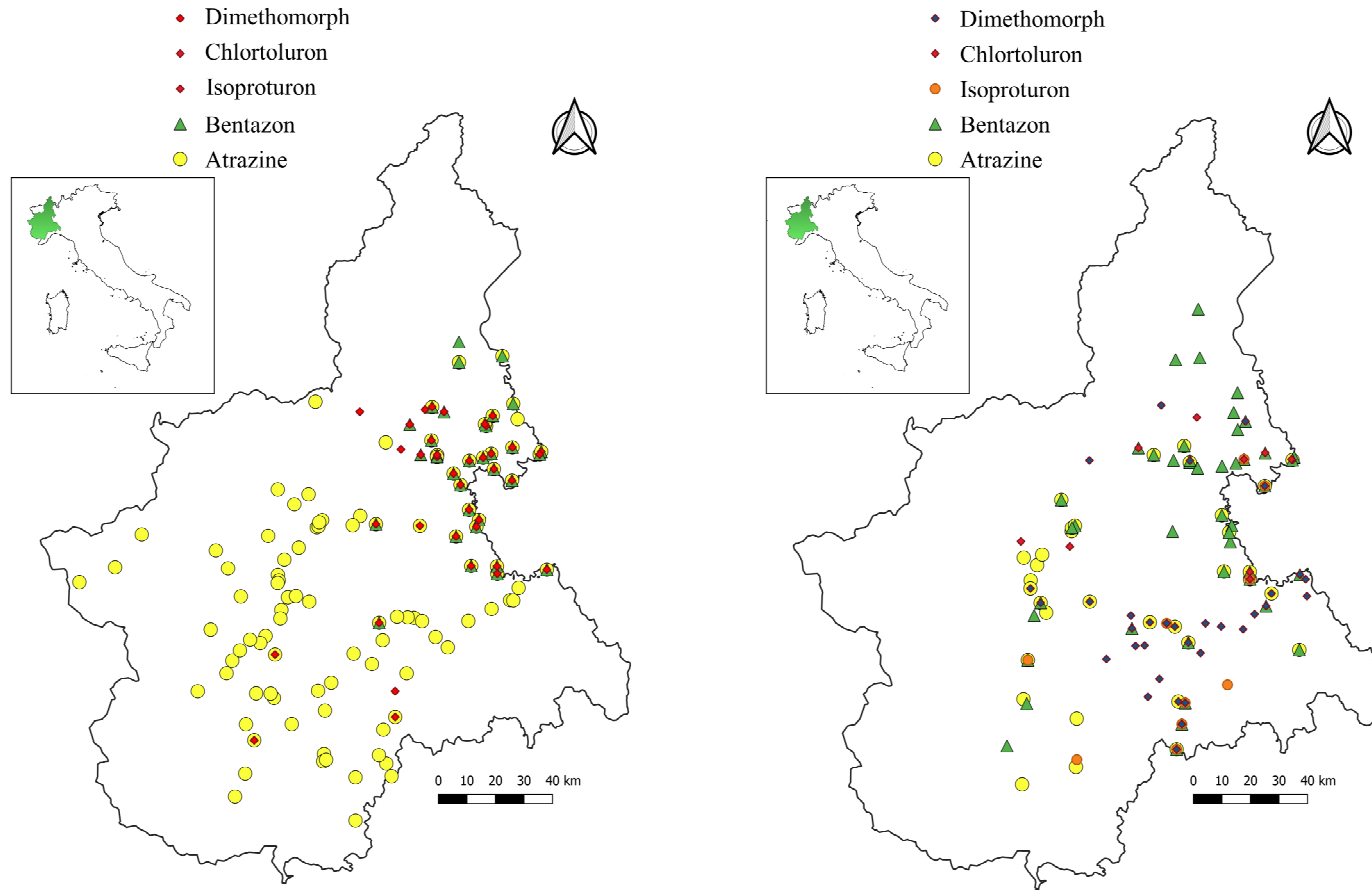 Dimetamorph
Chlortoluron
Isoproturon
Bentazon
Atrazine
0 10 20 30 40 km
Dimethomorph
Chlortoluron
Isoproturon
Bentazon
Atrazine
0 10 20 30 40 km